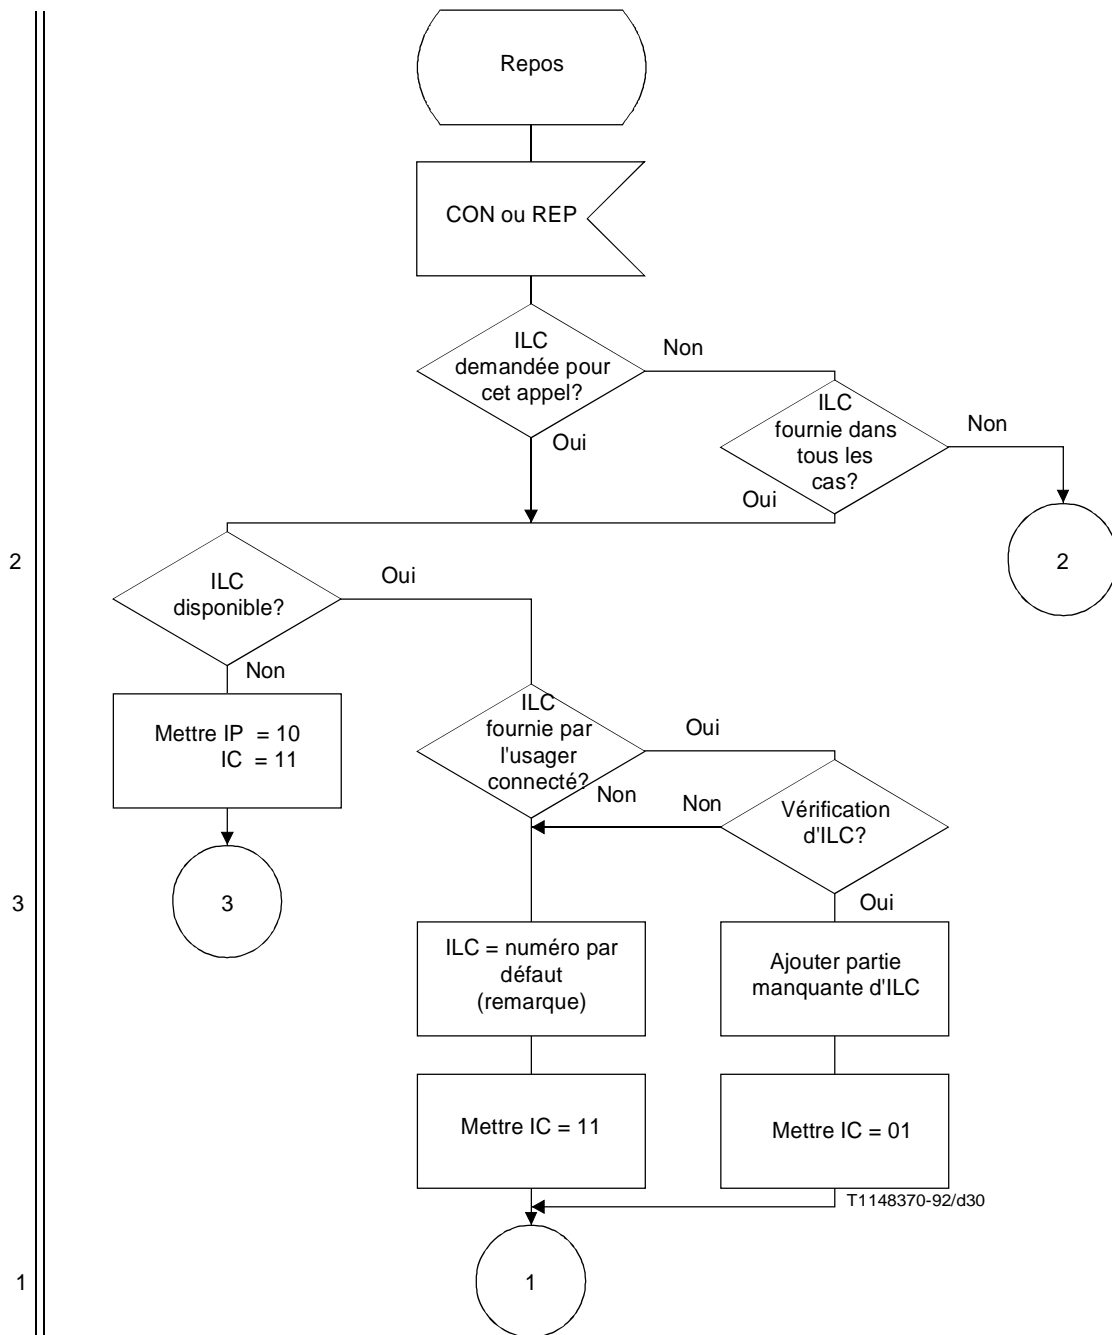 Repos
CON ou REP
ILC
demandée pour
cet appel?
Non
Oui
ILC
fournie dans
tous les
cas?
Non
Oui
2
2
ILC
disponible?
Oui
Non
Mettre IP = 10
IC = 11
ILC
fournie par
l'usager
connecté?
Oui
Non
Non
Vérification
d'ILC?
Oui
3
3
ILC = numéro par
défaut
(remarque)
Ajouter partie
manquante d'ILC
Mettre IC = 11
Mettre IC = 01
T1148370-92/d30
1
1